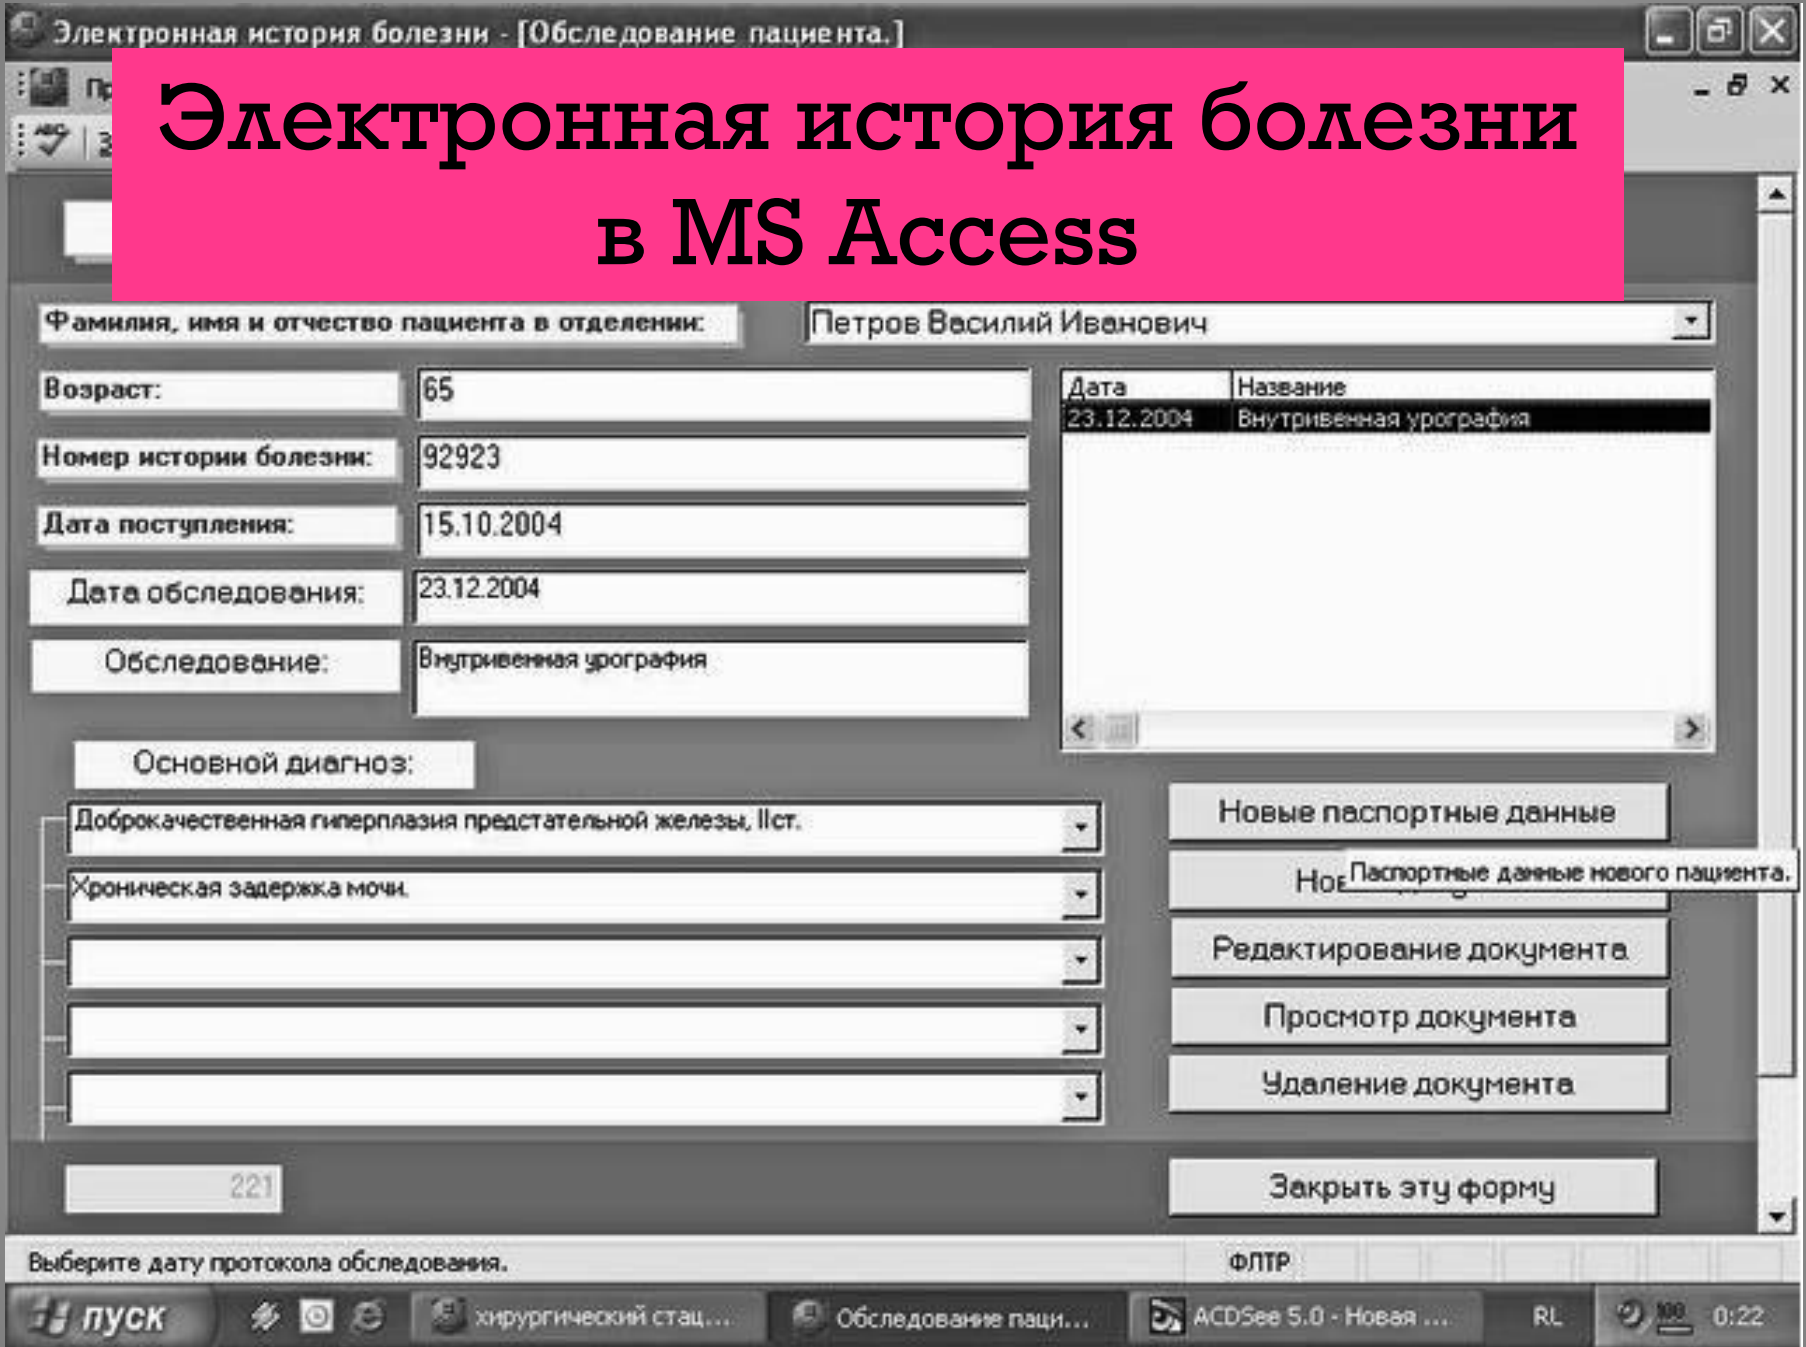 Электронная история болезни - [Обследование пациента.]
Электронная история болезни
в MS Access
Фамилия, имя и отчество пациента в отделении:
Петров Василий Иванович
Возраст:
65
Дата
Название
23.12.2004
Внутривенная урография
Номер истории болезни:
92923
Дата поступления:
15.10.2004
Дата обследования:
23.12.2004
Обследование:
Внутривенная урография
Основной диагноз:
Доброкачественная гиперплазия предстательной железы, IIст.
Хроническая задержка мочи.
Новые паспортные данные
Паспортные данные нового пациента.
Редактирование документа
Просмотр документа
Удаление документа
221
Закрыть эту форму
Выберите дату протокола обследования.
ФЛТР
пуск
хирургический стац...
Обследование паци...
ACDSee 5.0 - Новая ...
RL
100
0:22